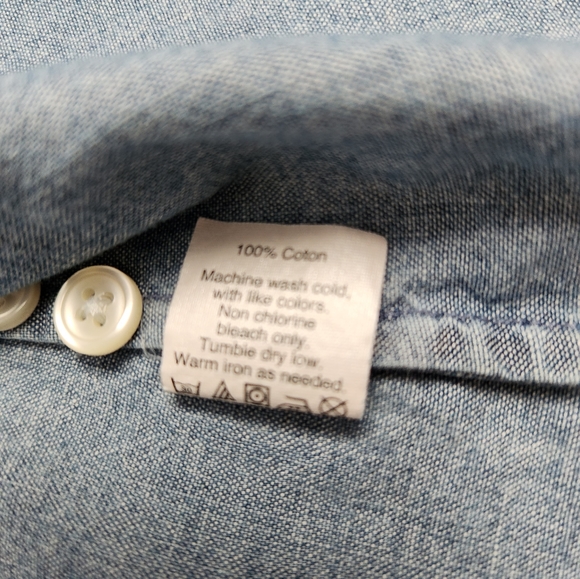 100% Coton
Machine wash cold,
with like colors.
Non chlorine
bleach only.
Tumble dry low.
Warm iron as needed.